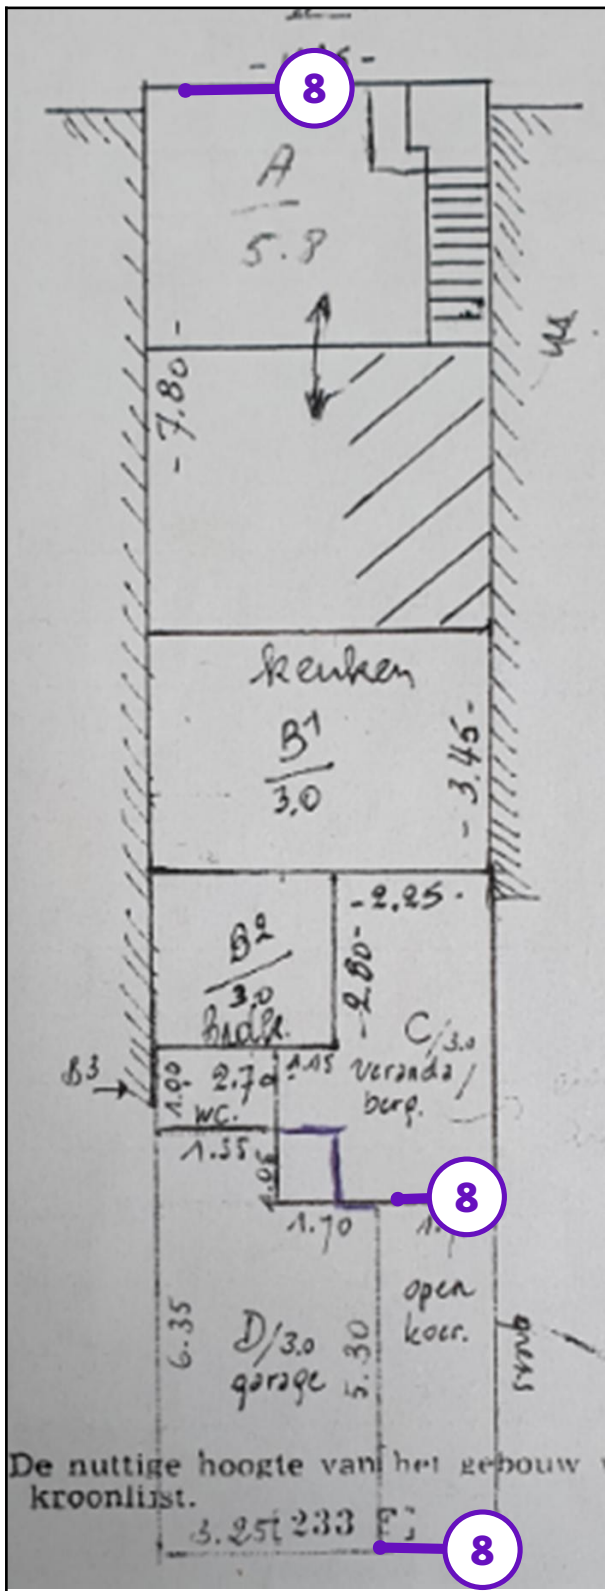 8
A
5.8
- 7.80 -
keuken
B1
3.0
- 3.45 -
- 2.25 -
B2
3.0
- 2.80 -
C/3.0
veranda/
berg.
B3
1.00
2.70
1.15
WC.
1.55
1.05
8
1.70
open
koer.
6.35
D/3.0
garage
5.30
De nuttige hoogte van het gebouw
kroonlijst.
3.25
233 F
8